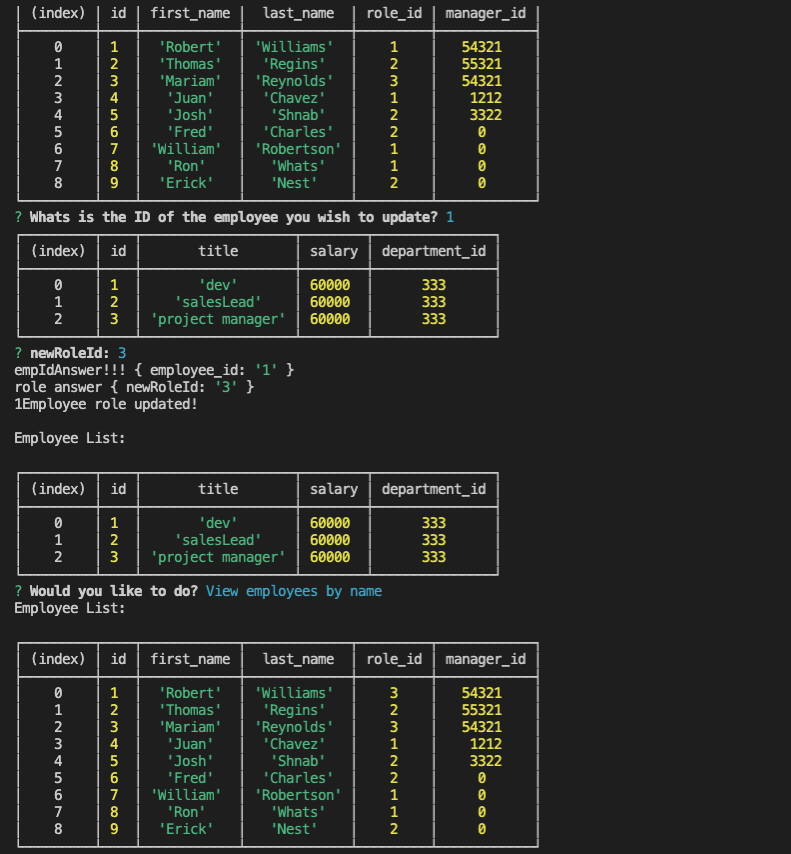 (index) | id | first_name | last_name | role_id | manager_id
0 | 1 | 'Robert' | 'Williams' | 1 | 54321
1 | 2 | 'Thomas' | 'Regins' | 2 | 55321
2 | 3 | 'Mariam' | 'Reynolds' | 3 | 54321
3 | 4 | 'Juan' | 'Chavez' | 1 | 1212
4 | 5 | 'Josh' | 'Shnab' | 2 | 3322
5 | 6 | 'Fred' | 'Charles' | 2 | 0
6 | 7 | 'William' | 'Robertson' | 1 | 0
7 | 8 | 'Ron' | 'Whats' | 1 | 0
8 | 9 | 'Erick' | 'Nest' | 2 | 0
? Whats is the ID of the employee you wish to update? 1
(index) | id | title | salary | department_id
0 | 1 | 'dev' | 60000 | 333
1 | 2 | 'salesLead' | 60000 | 333
2 | 3 | 'project manager' | 60000 | 333
? newRoleId: 3
empIdAnswer!!! { employee_id: '1' }
role answer { newRoleId: '3' }
1Employee role updated!
Employee List:
(index) | id | title | salary | department_id
0 | 1 | 'dev' | 60000 | 333
1 | 2 | 'salesLead' | 60000 | 333
2 | 3 | 'project manager' | 60000 | 333
? Would you like to do? View employees by name
Employee List:
(index) | id | first_name | last_name | role_id | manager_id
0 | 1 | 'Robert' | 'Williams' | 3 | 54321
1 | 2 | 'Thomas' | 'Regins' | 2 | 55321
2 | 3 | 'Mariam' | 'Reynolds' | 3 | 54321
3 | 4 | 'Juan' | 'Chavez' | 1 | 1212
4 | 5 | 'Josh' | 'Shnab' | 2 | 3322
5 | 6 | 'Fred' | 'Charles' | 2 | 0
6 | 7 | 'William' | 'Robertson' | 1 | 0
7 | 8 | 'Ron' | 'Whats' | 1 | 0
8 | 9 | 'Erick' | 'Nest' | 2 | 0